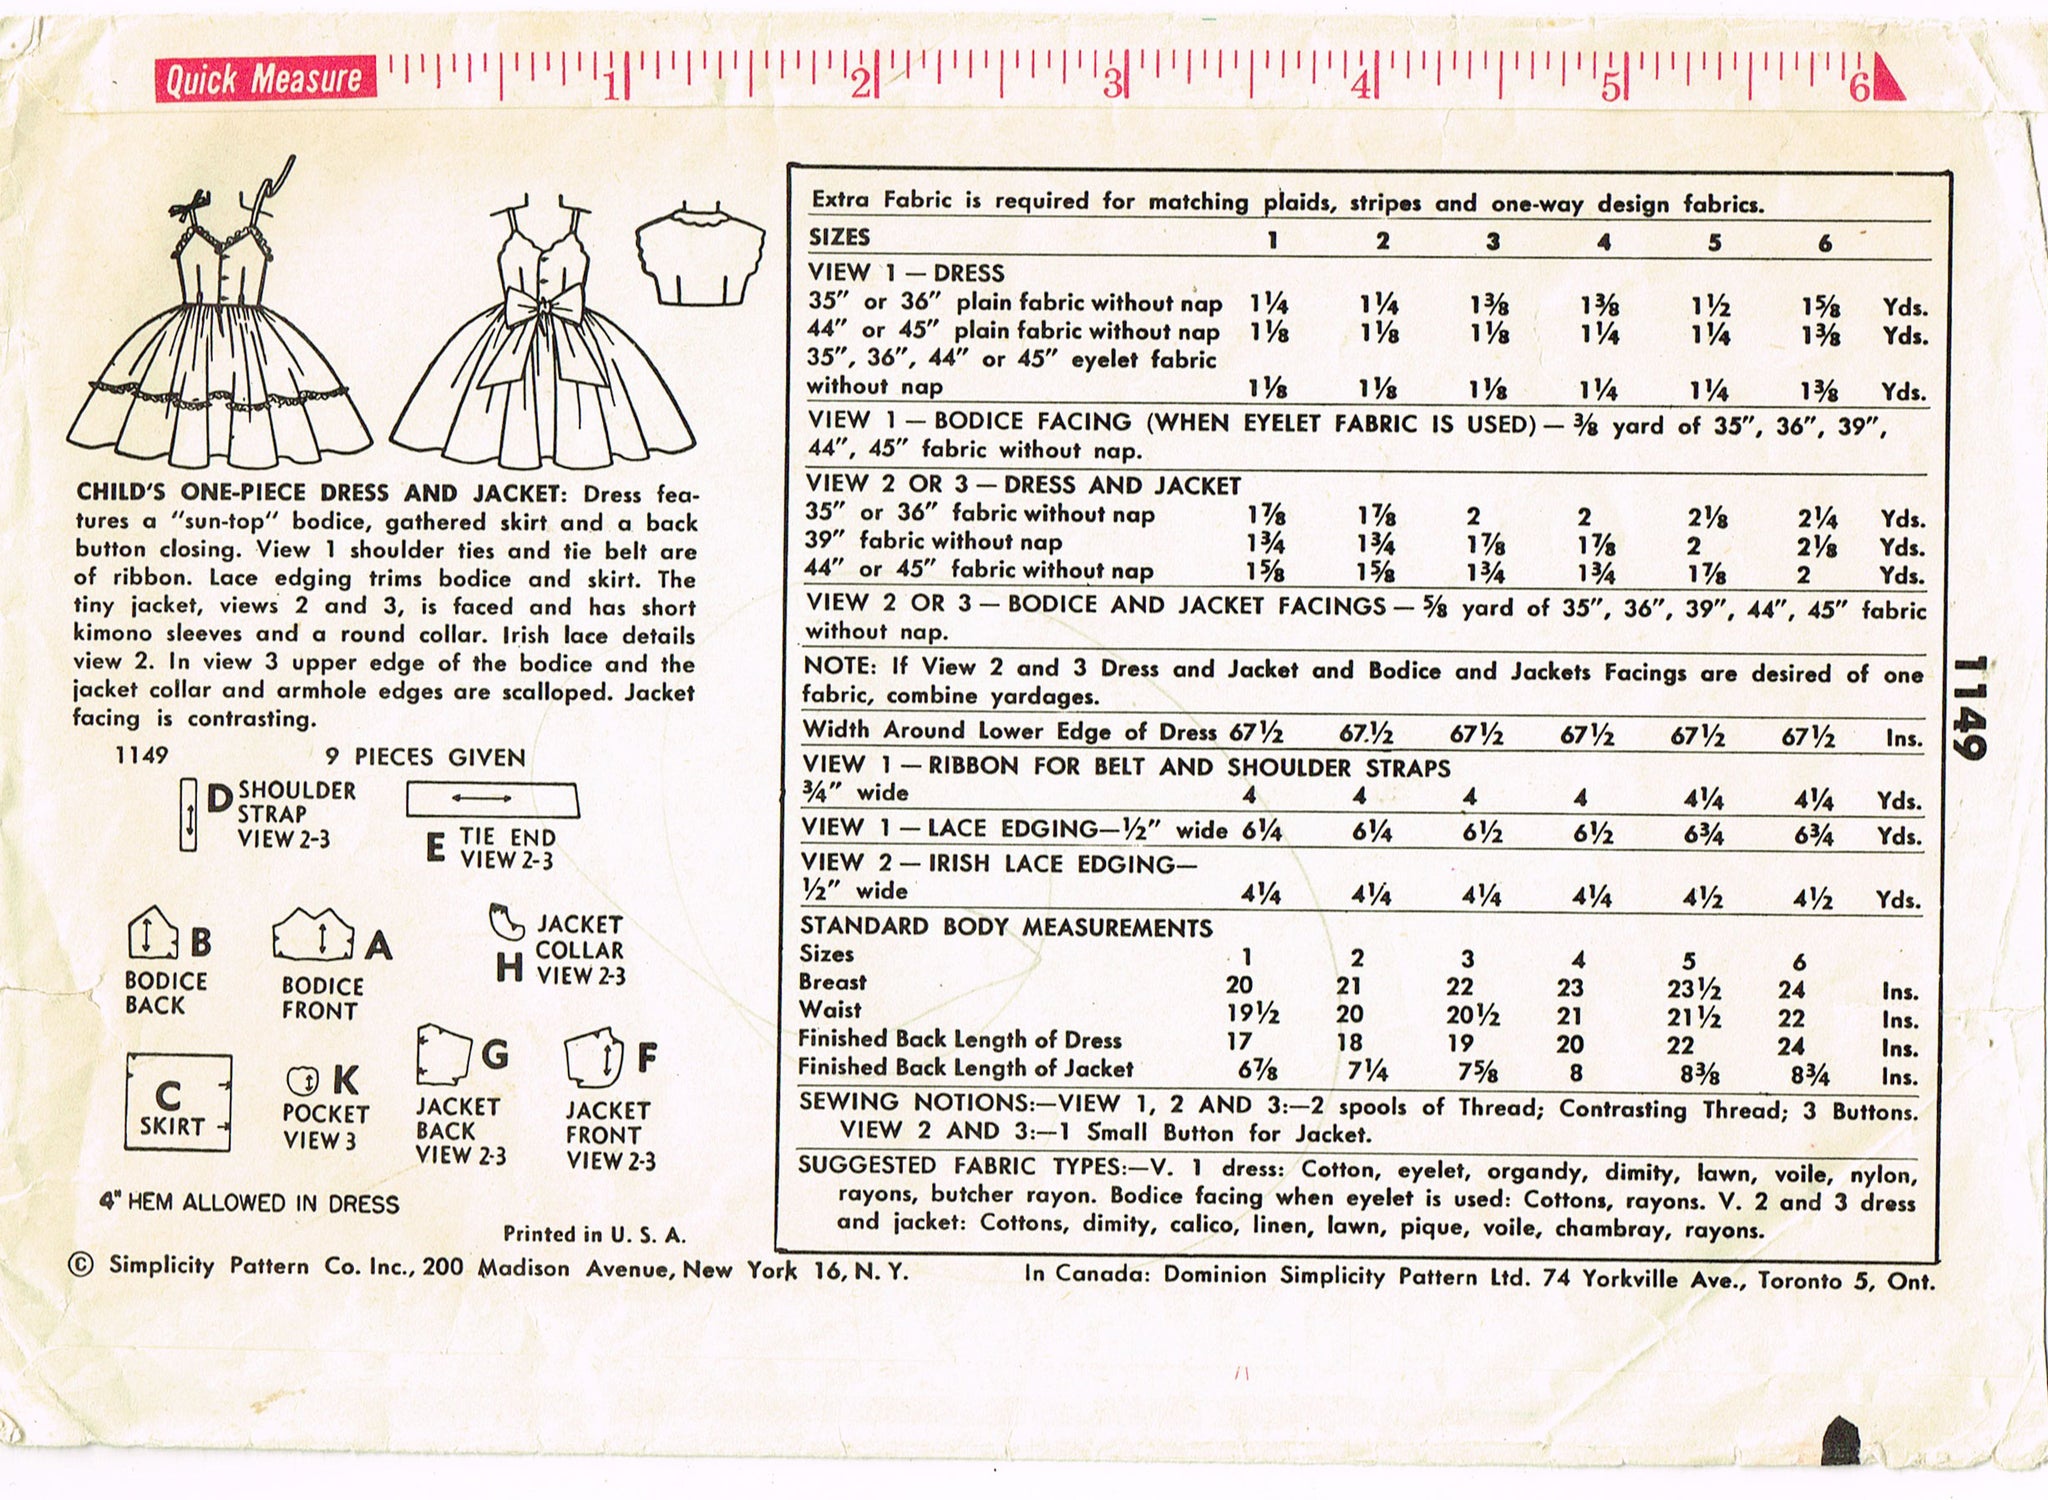 Quick Measure 1 2 3 4 5 6
CHILD'S ONE-PIECE DRESS AND JACKET: Dress fea-
tures a "sun-top" bodice, gathered skirt and a back
button closing. View 1 shoulder ties and tie belt are
of ribbon. Lace edging trims bodice and skirt. The
tiny jacket, views 2 and 3, is faced and has short
kimono sleeves and a round collar. Irish lace details
view 2. In view 3 upper edge of the bodice and the
jacket collar and armhole edges are scalloped. Jacket
facing is contrasting.
1149 9 PIECES GIVEN
D SHOULDER
STRAP
VIEW 2-3
E TIE END
VIEW 2-3
B
BODICE
BACK
A
BODICE
FRONT
H JACKET
COLLAR
VIEW 2-3
C
SKIRT
K
POCKET
VIEW 3
G
JACKET
BACK
VIEW 2-3
F
JACKET
FRONT
VIEW 2-3
4" HEM ALLOWED IN DRESS
Printed in U. S. A.
Extra Fabric is required for matching plaids, stripes and one-way design fabrics.
SIZES 1 2 3 4 5 6
VIEW 1 — DRESS
35" or 36" plain fabric without nap 1¼ 1¼ 1⅜ 1⅜ 1½ 1⅝ Yds.
44" or 45" plain fabric without nap 1⅛ 1⅛ 1⅛ 1¼ 1¼ 1⅜ Yds.
35", 36", 44" or 45" eyelet fabric
without nap 1⅛ 1⅛ 1⅛ 1¼ 1¼ 1⅜ Yds.
VIEW 1 — BODICE FACING (WHEN EYELET FABRIC IS USED) — ⅜ yard of 35", 36", 39",
44", 45" fabric without nap.
VIEW 2 OR 3 — DRESS AND JACKET
35" or 36" fabric without nap 1⅞ 1⅞ 2 2 2⅛ 2¼ Yds.
39" fabric without nap 1¾ 1¾ 1⅞ 1⅞ 2 2⅛ Yds.
44" or 45" fabric without nap 1⅝ 1⅝ 1¾ 1¾ 1⅞ 2 Yds.
VIEW 2 OR 3 — BODICE AND JACKET FACINGS — ⅝ yard of 35", 36", 39", 44", 45" fabric
without nap.
NOTE: If View 2 and 3 Dress and Jacket and Bodice and Jackets Facings are desired of one
fabric, combine yardages.
Width Around Lower Edge of Dress 67½ 67½ 67½ 67½ 67½ 67½ Ins.
VIEW 1 — RIBBON FOR BELT AND SHOULDER STRAPS
¾" wide 4 4 4 4 4¼ 4¼ Yds.
VIEW 1 — LACE EDGING—½" wide 6¼ 6¼ 6½ 6½ 6¾ 6¾ Yds.
VIEW 2 — IRISH LACE EDGING—
½" wide 4¼ 4¼ 4¼ 4¼ 4½ 4½ Yds.
STANDARD BODY MEASUREMENTS
Sizes 1 2 3 4 5 6
Breast 20 21 22 23 23½ 24 Ins.
Waist 19½ 20 20½ 21 21½ 22 Ins.
Finished Back Length of Dress 17 18 19 20 22 24 Ins.
Finished Back Length of Jacket 6⅞ 7¼ 7⅝ 8 8⅜ 8¾ Ins.
SEWING NOTIONS:—VIEW 1, 2 AND 3:—2 spools of Thread; Contrasting Thread; 3 Buttons.
VIEW 2 AND 3:—1 Small Button for Jacket.
SUGGESTED FABRIC TYPES:—V. 1 dress: Cotton, eyelet, organdy, dimity, lawn, voile, nylon,
rayons, butcher rayon. Bodice facing when eyelet is used: Cottons, rayons. V. 2 and 3 dress
and jacket: Cottons, dimity, calico, linen, lawn, pique, voile, chambray, rayons.
1149
© Simplicity Pattern Co. Inc., 200 Madison Avenue, New York 16, N. Y. In Canada: Dominion Simplicity Pattern Ltd. 74 Yorkville Ave., Toronto 5, Ont.